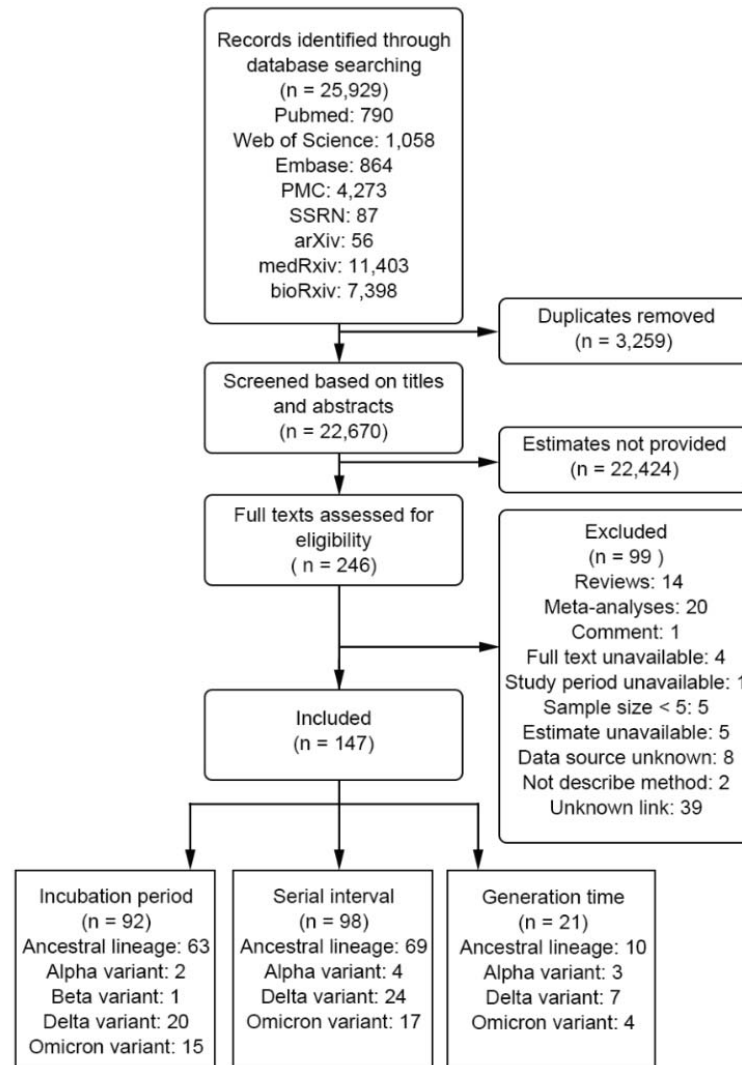 Records identified through
database searching
(n = 25,929)
Pubmed: 790
Web of Science: 1,058
Embase: 864
PMC: 4,273
SSRN: 87
arXiv: 56
medRxiv: 11,403
bioRxiv: 7,398
Duplicates removed
(n = 3,259)
Screened based on titles
and abstracts
(n = 22,670)
Estimates not provided
(n = 22,424)
Full texts assessed for
eligibility
( n = 246)
Excluded
(n = 99 )
Reviews: 14
Meta-analyses: 20
Comment: 1
Full text unavailable: 4
Study period unavailable: 1
Sample size < 5: 5
Estimate unavailable: 5
Data source unknown: 8
Not describe method: 2
Unknown link: 39
Included
(n = 147)
Incubation period
(n = 92)
Ancestral lineage: 63
Alpha variant: 2
Beta variant: 1
Delta variant: 20
Omicron variant: 15
Serial interval
(n = 98)
Ancestral lineage: 69
Alpha variant: 4
Delta variant: 24
Omicron variant: 17
Generation time
(n = 21)
Ancestral lineage: 10
Alpha variant: 3
Delta variant: 7
Omicron variant: 4